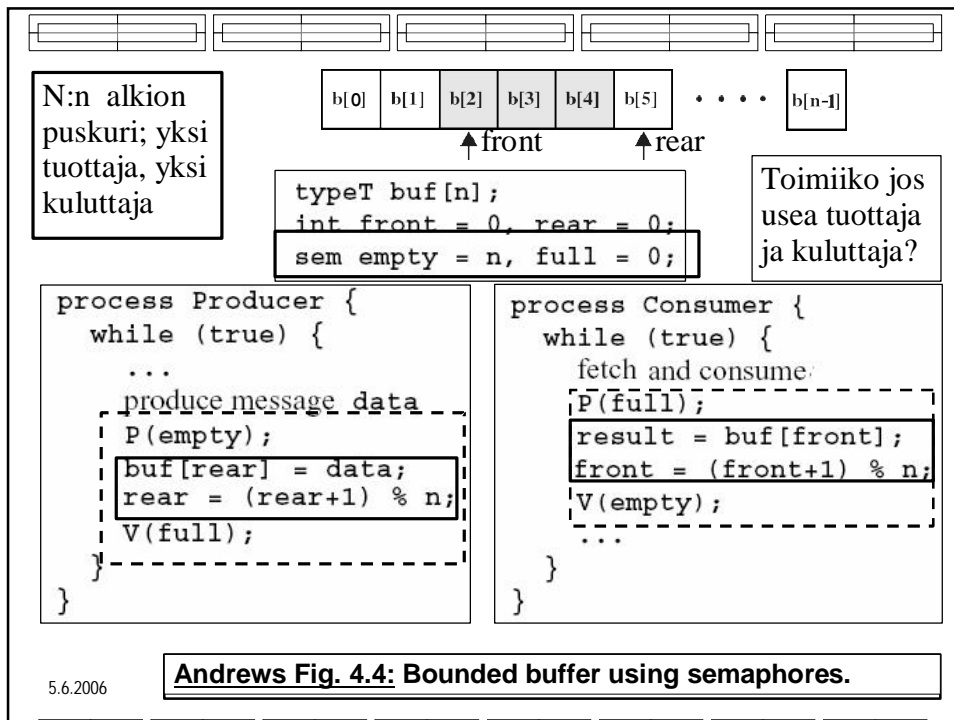 N:n alkion
puskuri; yksi
tuottaja, yksi
kuluttaja
b[0] b[1] b[2] b[3] b[4] b[5] • • • • b[n-1]
front rear
Toimiiko jos
usea tuottaja
ja kuluttaja?
typeT buf[n];
int front = 0, rear = 0;
sem empty = n, full = 0;
process Producer {
while (true) {
...
produce message data
P(empty);
buf[rear] = data;
rear = (rear+1) % n;
V(full);
}
}
process Consumer {
while (true) {
fetch and consume
P(full);
result = buf[front];
front = (front+1) % n;
V(empty);
...
}
}
5.6.2006
Andrews Fig. 4.4: Bounded buffer using semaphores.